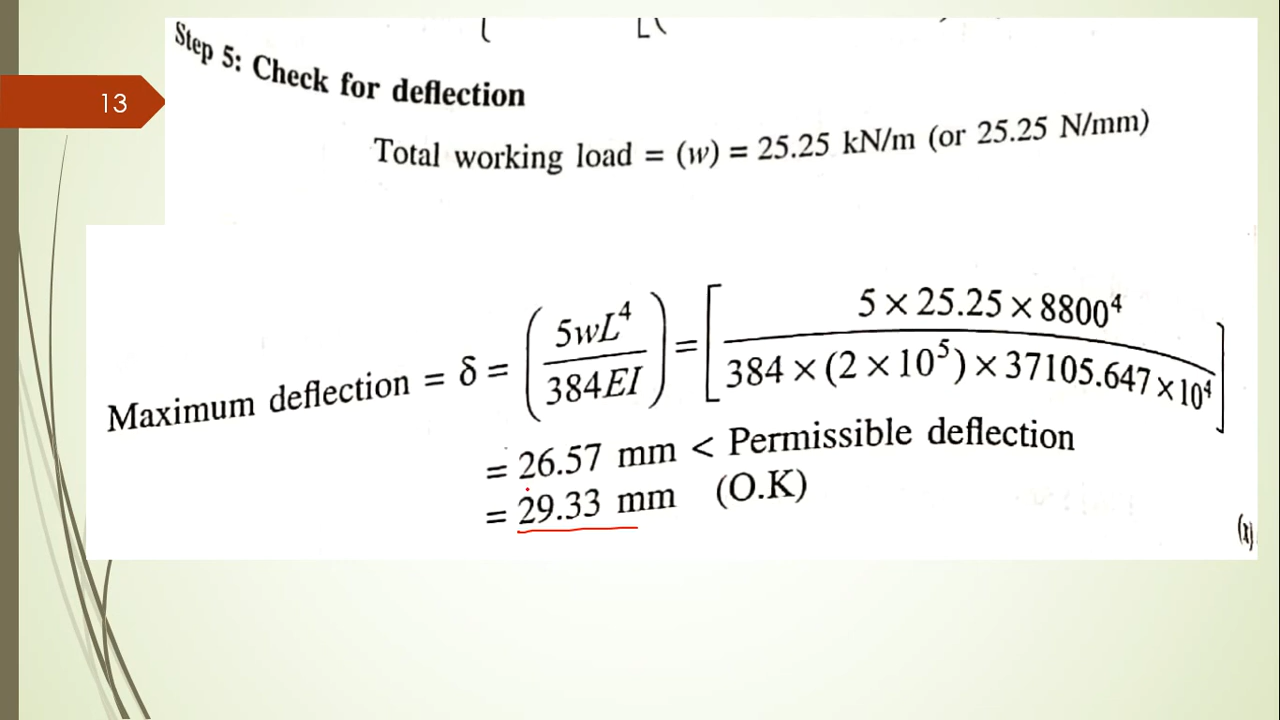 13
Step 5: Check for deflection
Total working load = (w) = 25.25 kN/m (or 25.25 N/mm)
Maximum deflection = δ = (5wL⁴ / 384EI) = [5 × 25.25 × 8800⁴ / 384 × (2 × 10⁵) × 37105.647 × 10⁴]
= 26.57 mm < Permissible deflection
= 29.33 mm (O.K)